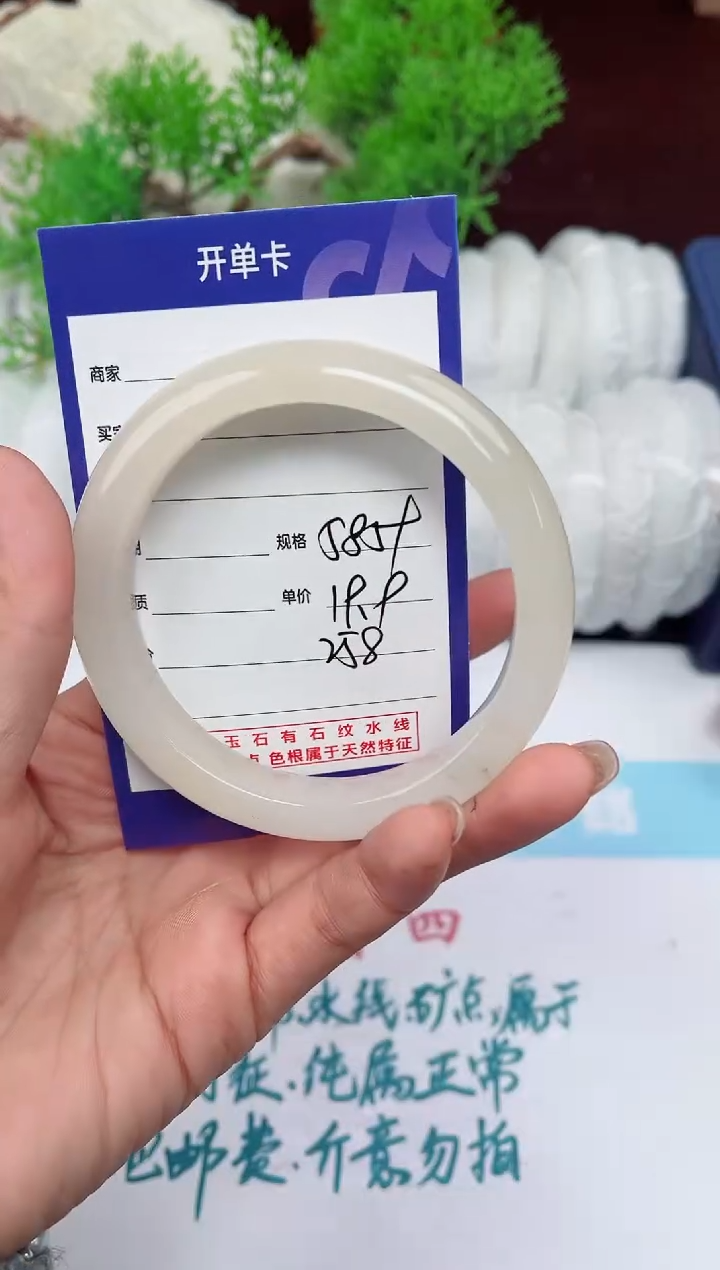 开单卡
商家
买
规格 585
单价
258
玉石有石纹水线
色根属于天然特征
四
水线.矿点,属于
征.纯属正常
邮费.介意勿拍